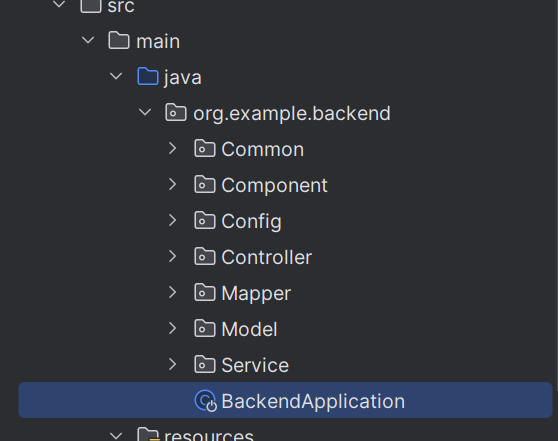 src
main
java
org.example.backend
Common
Component
Config
Controller
Mapper
Model
Service
BackendApplication
resources